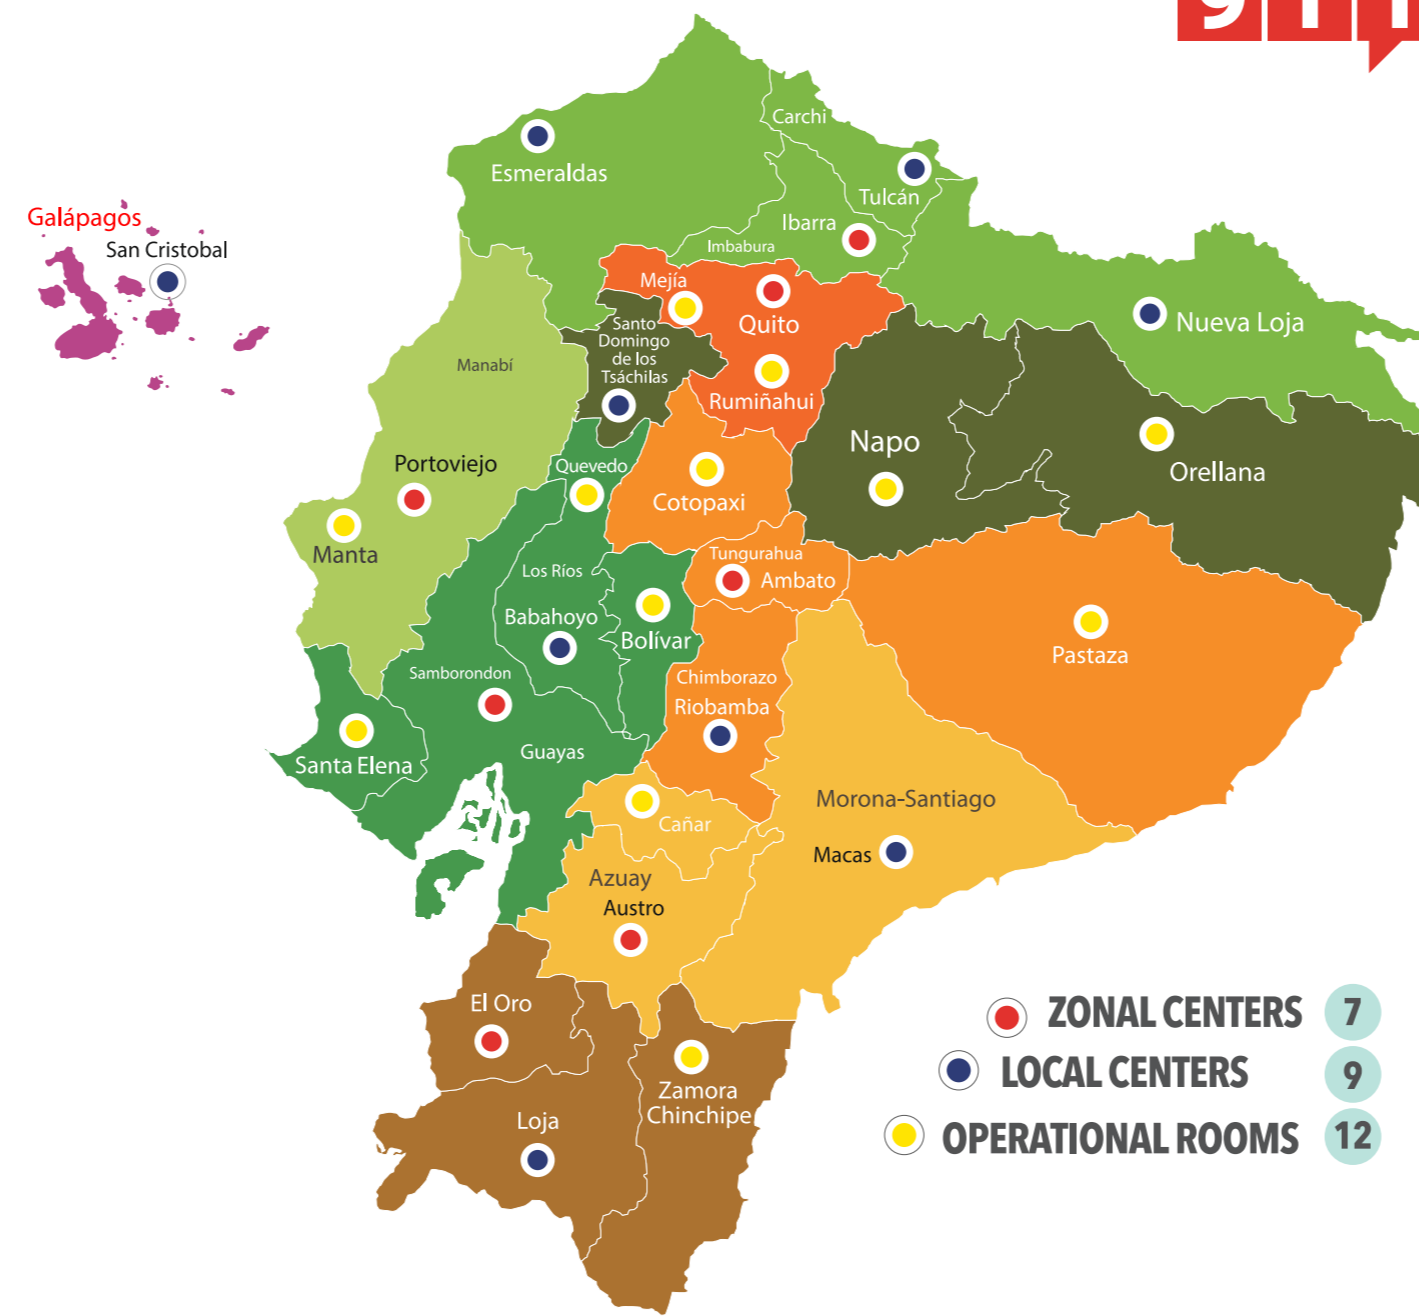 911
Carchi
Esmeraldas
Tulcán
Galápagos
San Cristobal
Ibarra
Imbabura
Mejía
Quito
Nueva Loja
Santo
Domingo
de los
Tsáchilas
Manabí
Rumiñahui
Napo
Portoviejo
Quevedo
Cotopaxi
Orellana
Manta
Tungurahua
Ambato
Los Ríos
Babahoyo
Bolívar
Pastaza
Samborondon
Chimborazo
Riobamba
Guayas
Santa Elena
Morona-Santiago
Cañar
Macas
Azuay
Austro
El Oro
Zamora
Chinchipe
Loja
ZONAL CENTERS 7
LOCAL CENTERS 9
OPERATIONAL ROOMS 12